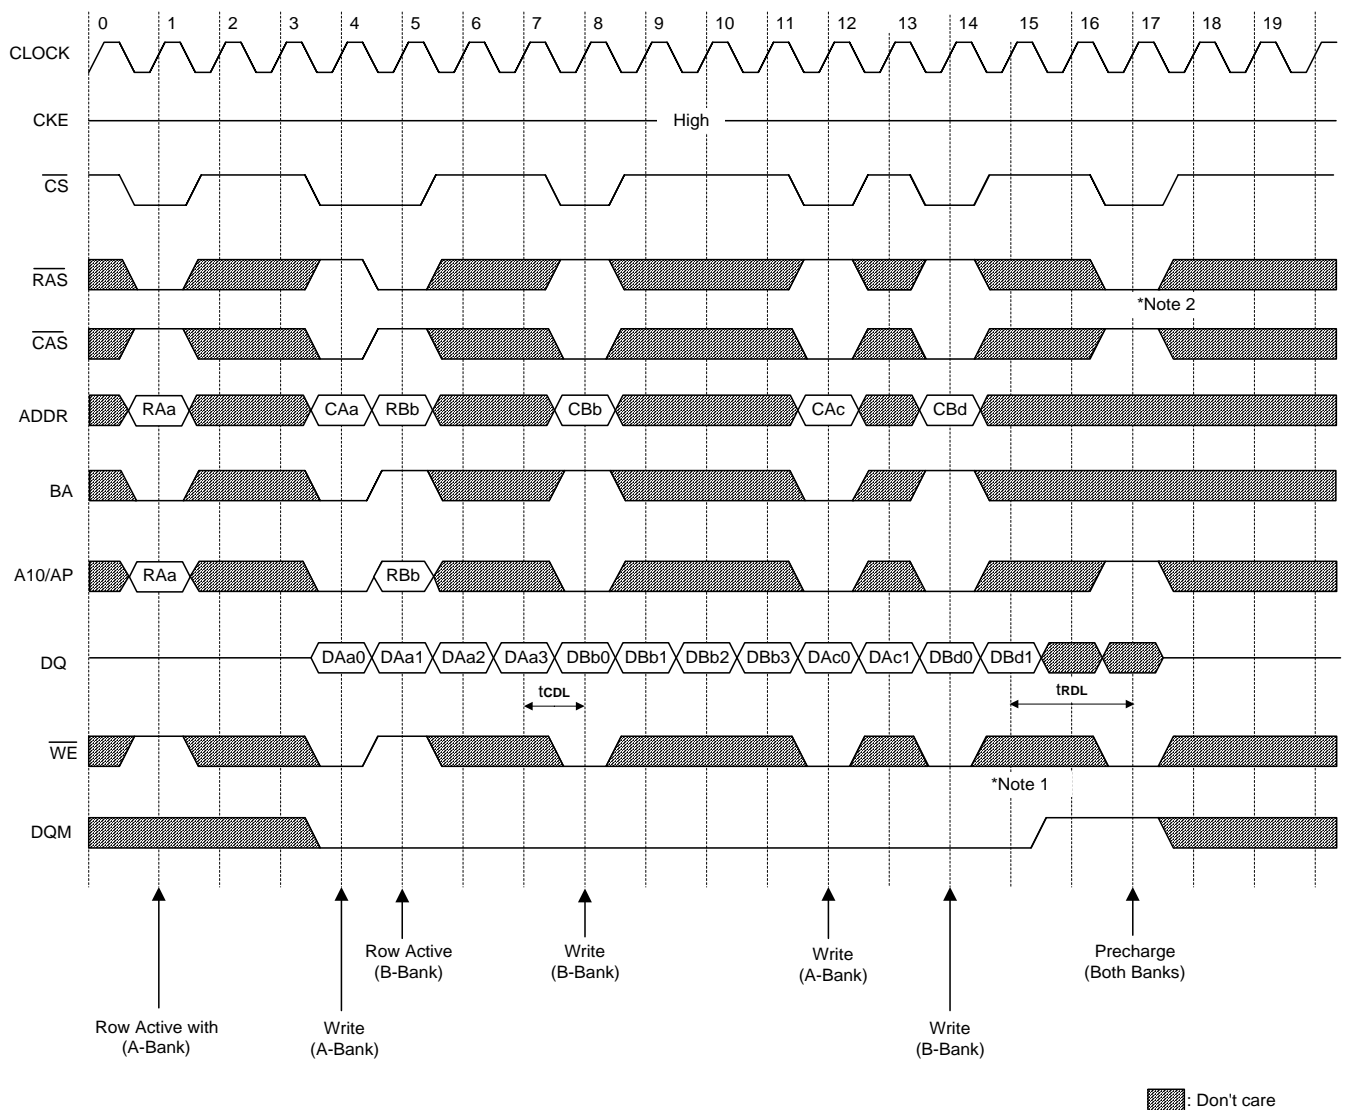 0 1 2 3 4 5 6 7 8 9 10 11 12 13 14 15 16 17 18 19
CLOCK
CKE High
CS
RAS
*Note 2
CAS
ADDR RAa CAa RBb CBb CAc CBd
BA
A10/AP RAa RBb
DQ DAa0 DAa1 DAa2 DAa3 DBb0 DBb1 DBb2 DBb3 DAc0 DAc1 DBd0 DBd1
tCDL tRDL
WE
*Note 1
DQM
Row Active
(B-Bank)
Write
(B-Bank)
Write
(A-Bank)
Precharge
(Both Banks)
Row Active with
(A-Bank)
Write
(A-Bank)
Write
(B-Bank)
: Don't care